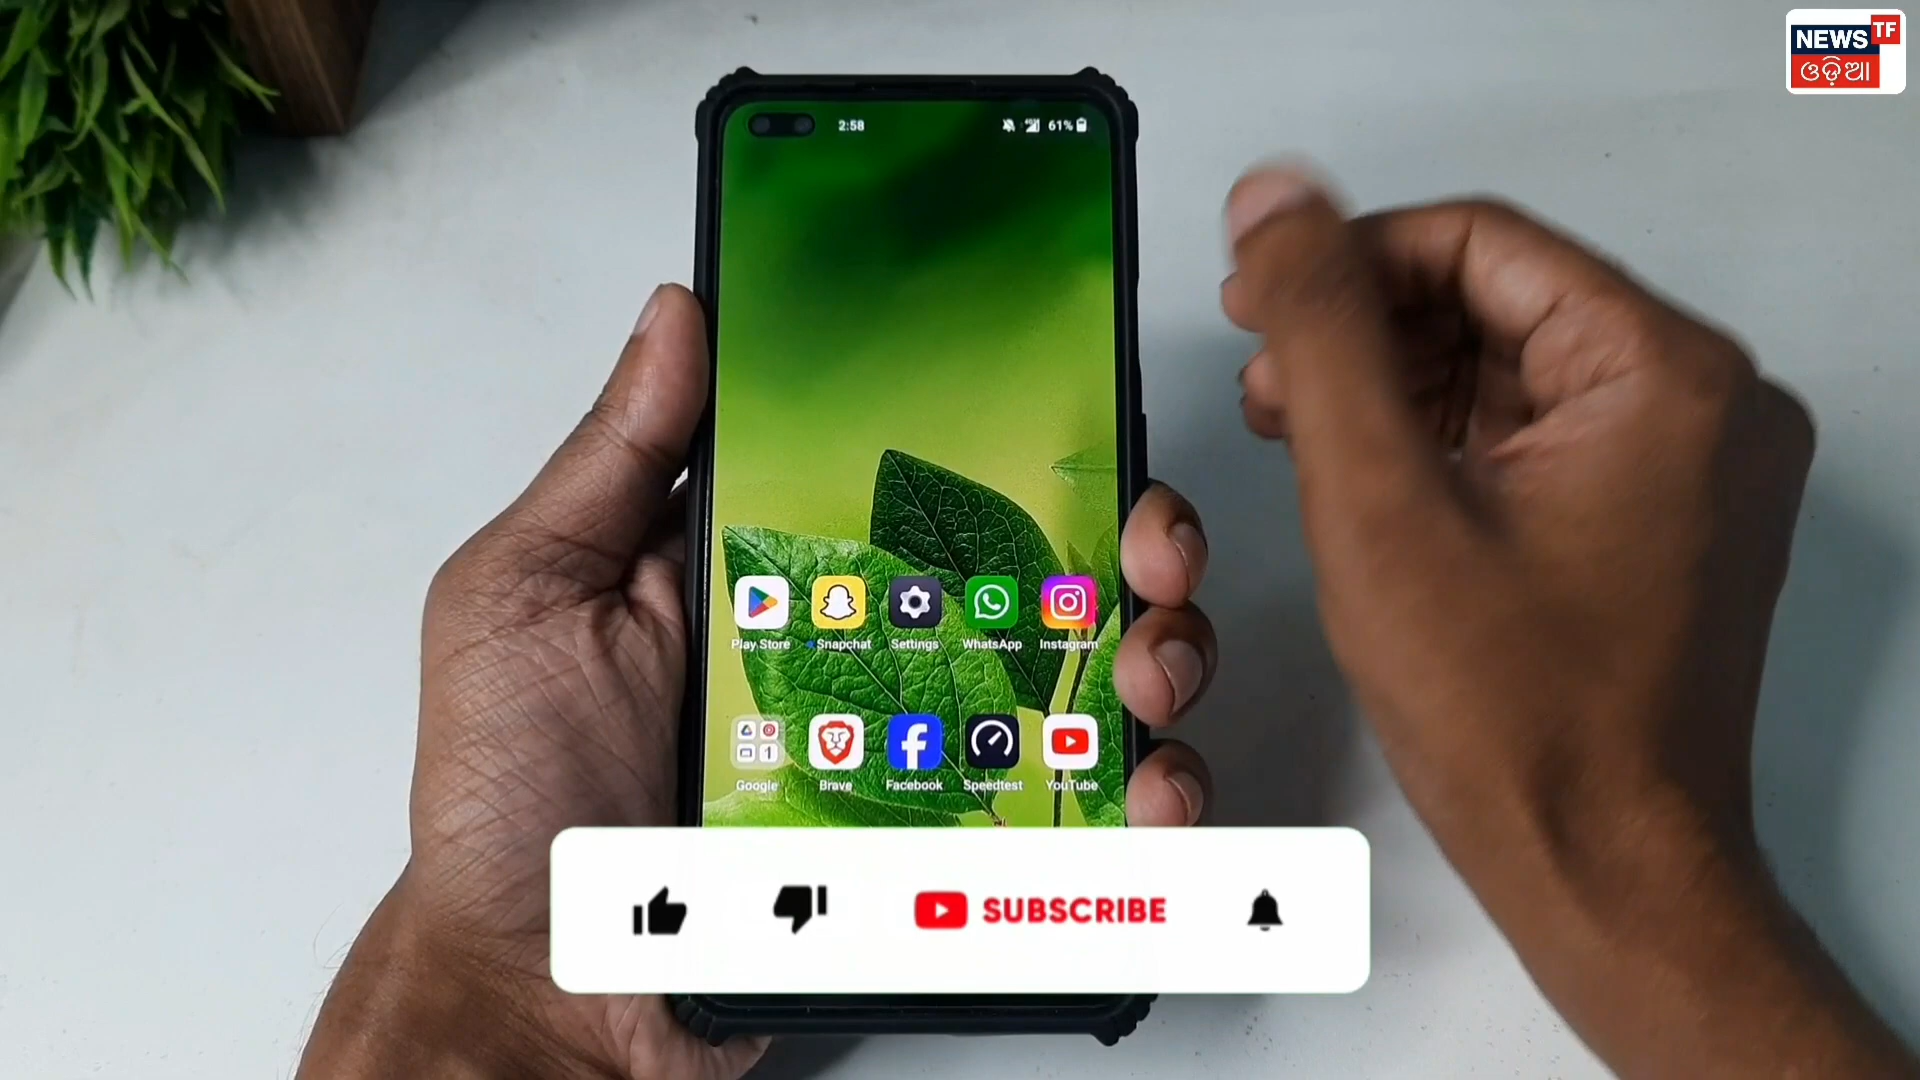 NEWS TF
ଓଡ଼ିଆ
2:58
61%
Play Store Snapchat Settings WhatsApp Instagram
Google Brave Facebook Speedtest YouTube
SUBSCRIBE